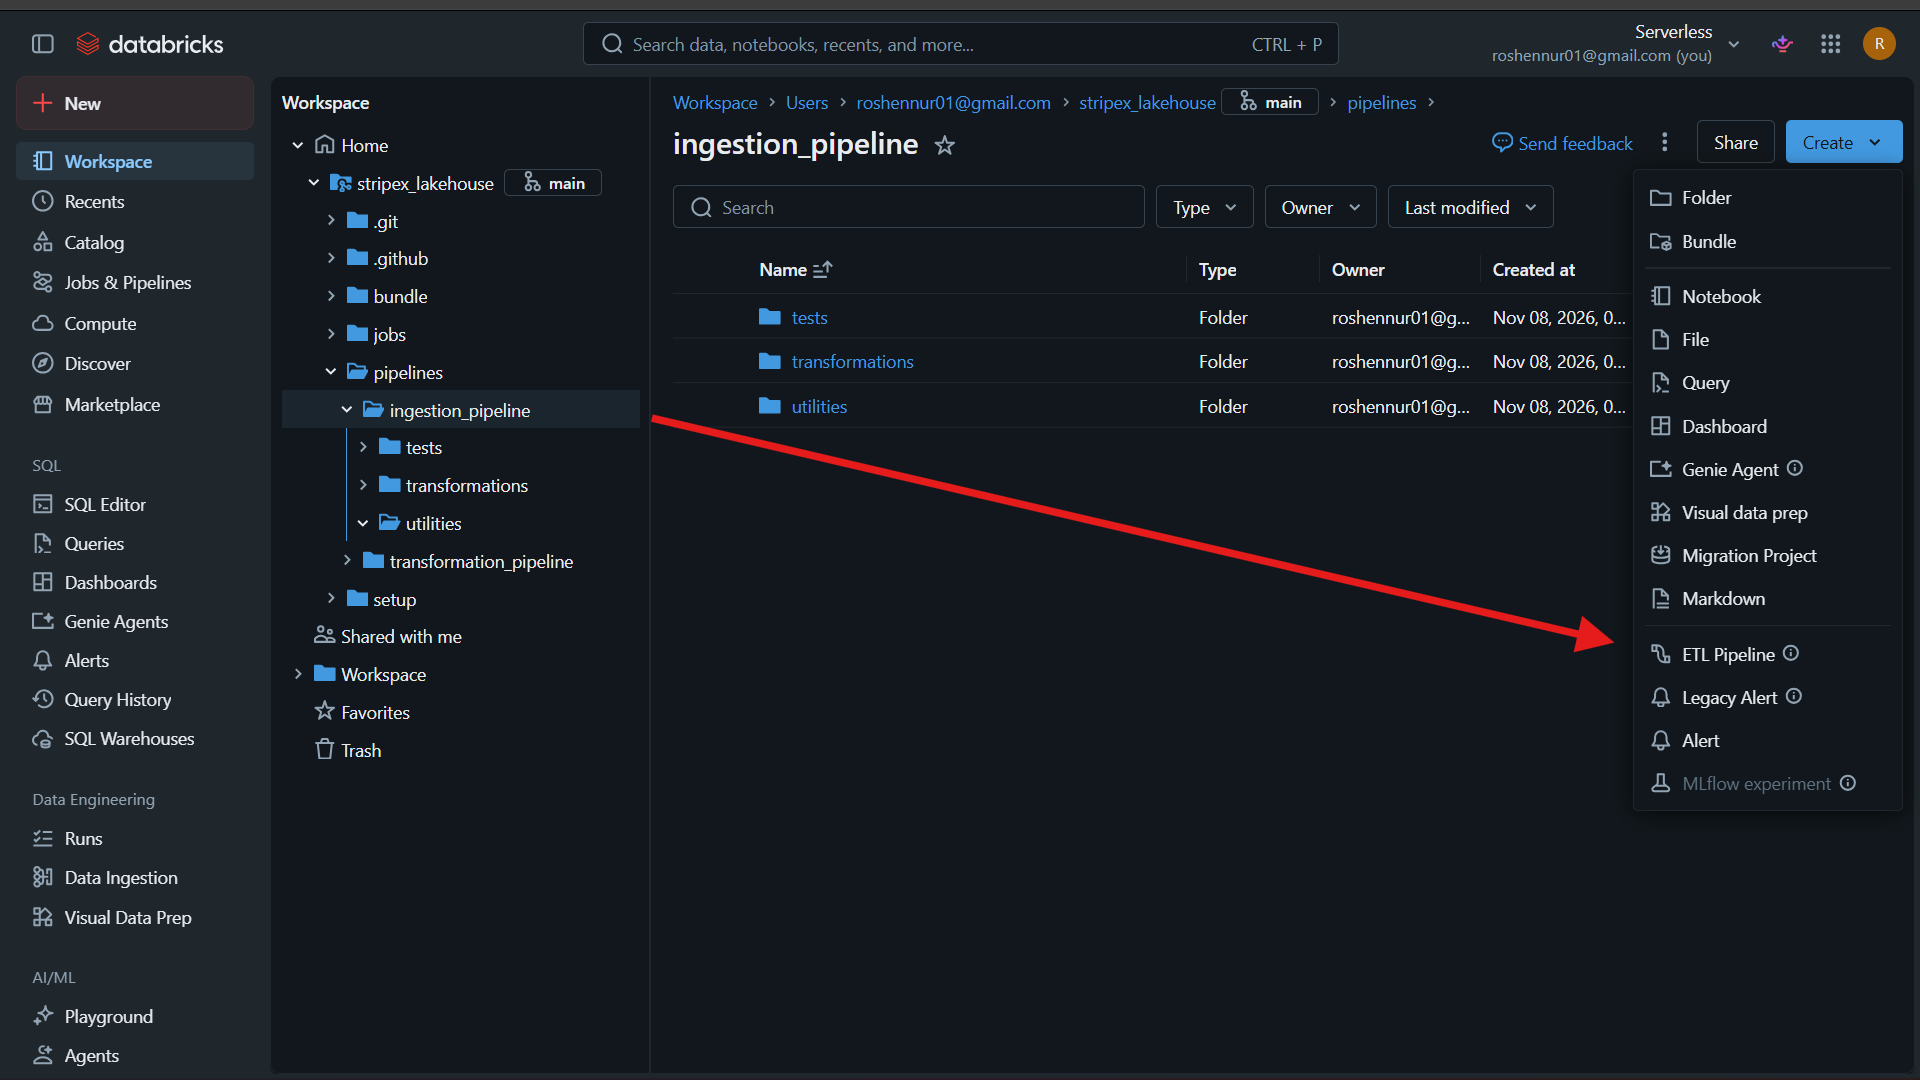 databricks
Search data, notebooks, recents, and more... CTRL + P
Serverless
roshennur01@gmail.com (you)
R
New
Workspace
Recents
Catalog
Jobs & Pipelines
Compute
Discover
Marketplace
SQL
SQL Editor
Queries
Dashboards
Genie Agents
Alerts
Query History
SQL Warehouses
Data Engineering
Runs
Data Ingestion
Visual Data Prep
AI/ML
Playground
Agents
Workspace
Home
stripex_lakehouse main
.git
.github
bundle
jobs
pipelines
ingestion_pipeline
tests
transformations
utilities
transformation_pipeline
setup
Shared with me
Workspace
Favorites
Trash
Workspace > Users > roshennur01@gmail.com > stripex_lakehouse main > pipelines >
ingestion_pipeline
Send feedback
Share
Create
Search
Type
Owner
Last modified
Name Type Owner Created at
tests Folder roshennur01@g... Nov 08, 2026, 0...
transformations Folder roshennur01@g... Nov 08, 2026, 0...
utilities Folder roshennur01@g... Nov 08, 2026, 0...
Folder
Bundle
Notebook
File
Query
Dashboard
Genie Agent
Visual data prep
Migration Project
Markdown
ETL Pipeline
Legacy Alert
Alert
MLflow experiment